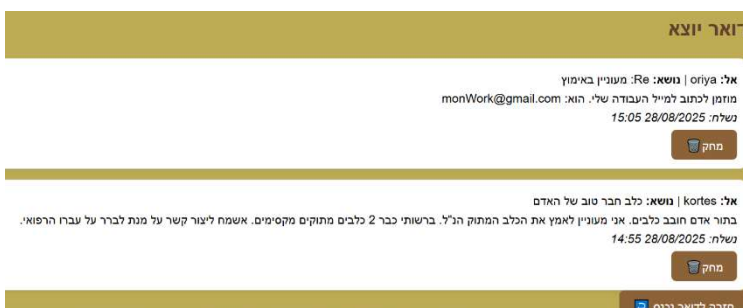 דואר יוצא
אל: oriya | נושא: Re: מעוניין באימוץ
מוזמן לכתוב למייל העבודה שלי. הוא: monWork@gmail.com
נשלח: 28/08/2025 15:05
מחק
אל: kortes | נושא: כלב חבר טוב של האדם
בתור אדם חובב כלבים. אני מעוניין לאמץ את הכלב המתוק הנ"ל. ברשותי כבר 2 כלבים מתוקים מקסימים. אשמח ליצור קשר על מנת לברר על עברו הרפואי.
נשלח: 28/08/2025 14:55
מחק
חזרה לדואר נכנס